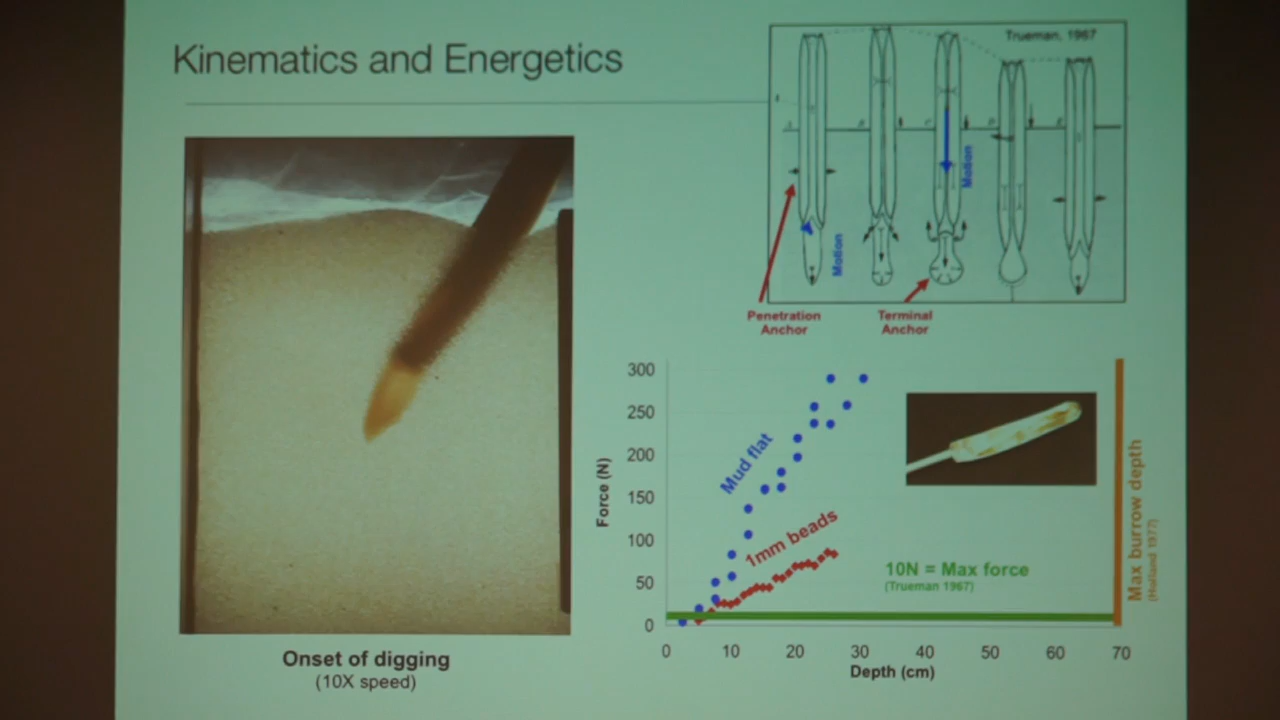 Kinematics and Energetics
Trueman, 1967
Motion
Motion
Penetration
Anchor
Terminal
Anchor
Onset of digging
(10X speed)
300
250
200
150
100
50
0
Force (N)
Mud flat
1mm beads
10N = Max force
(Trueman 1967)
Max burrow depth
(Holland 1977)
0 10 20 30 40 50 60 70
Depth (cm)